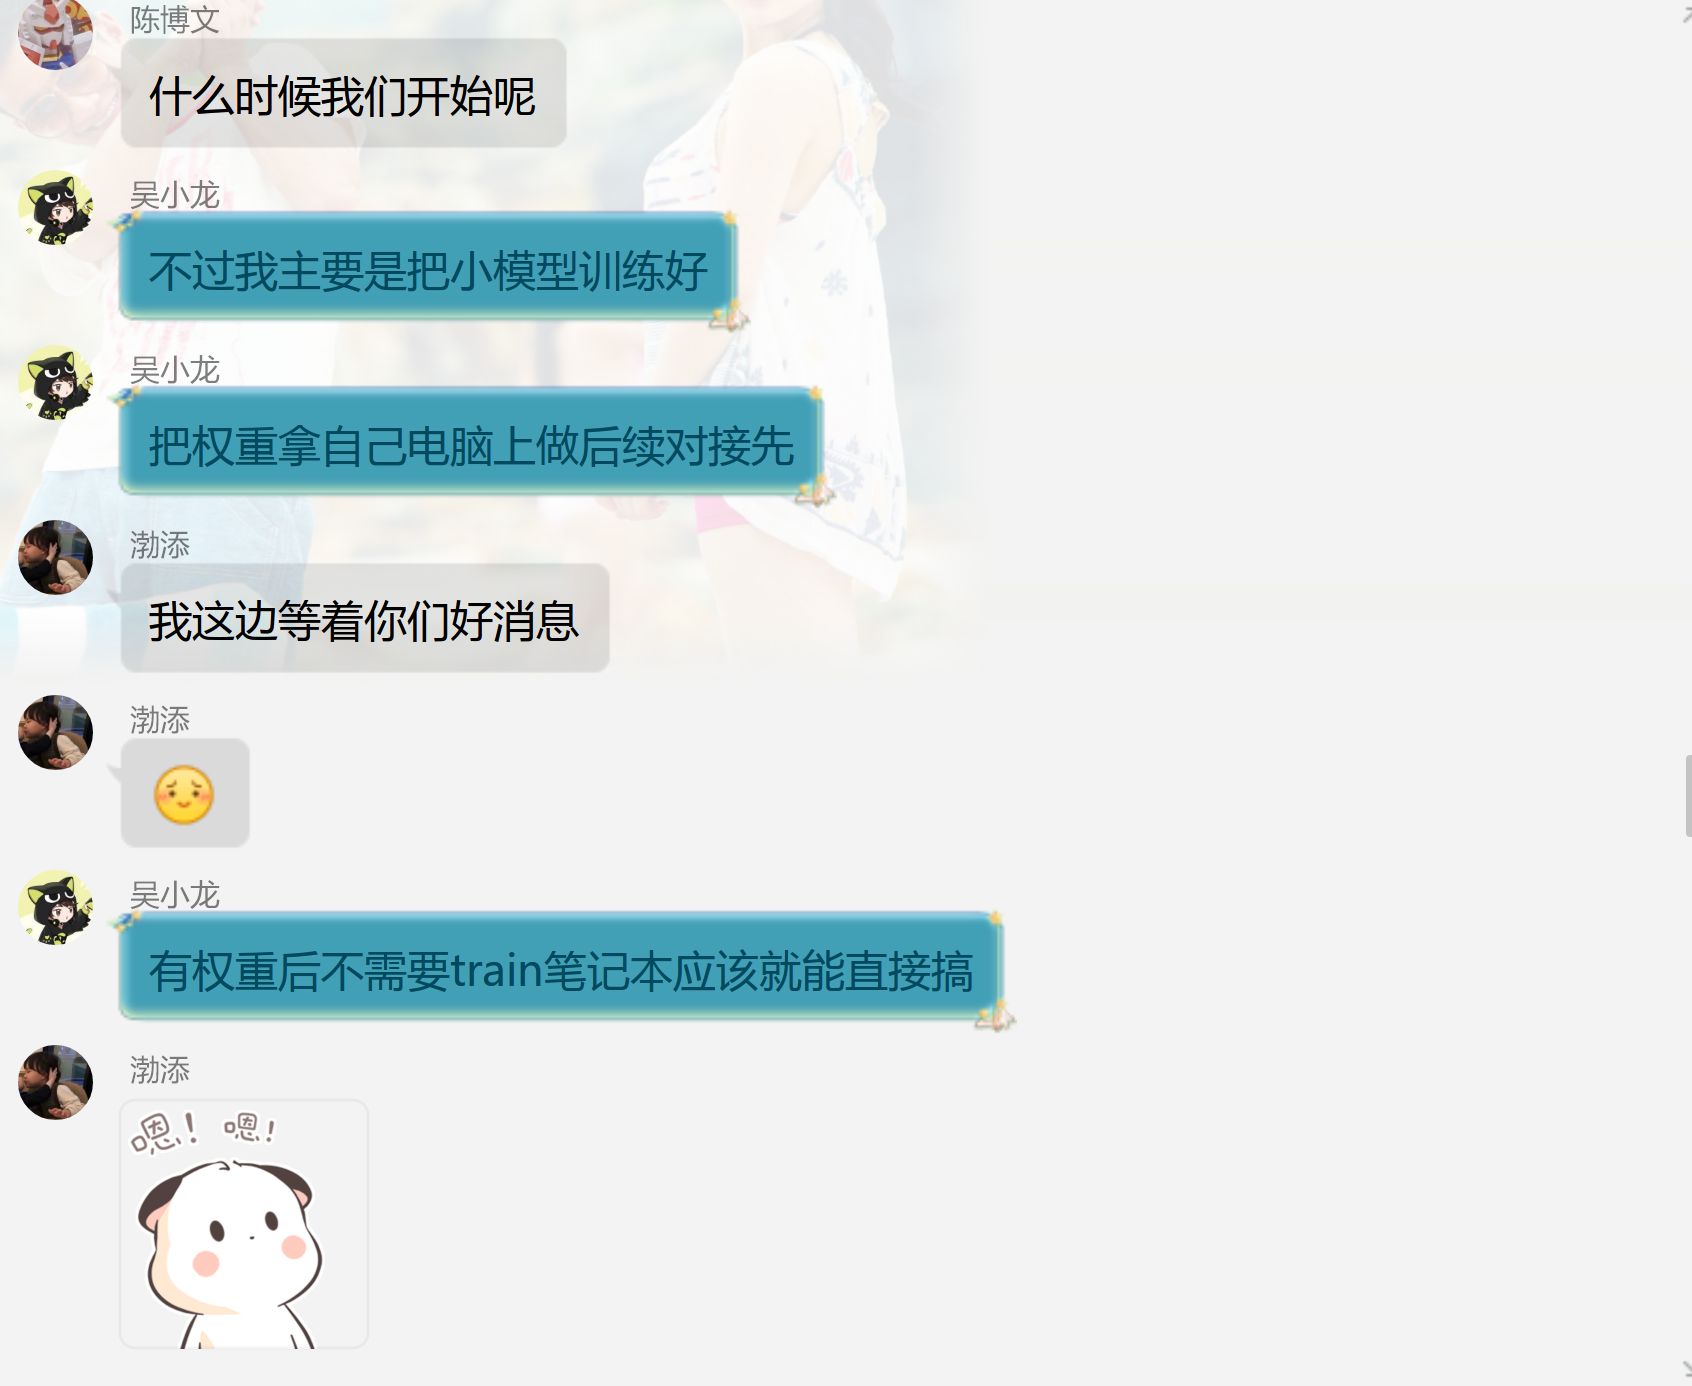 陈博文
什么时候我们开始呢
吴小龙
不过我主要是把小模型训练好
吴小龙
把权重拿自己电脑上做后续对接先
渤添
我这边等着你们好消息
渤添
吴小龙
有权重后不需要train笔记本应该就能直接搞
渤添
嗯！ 嗯！